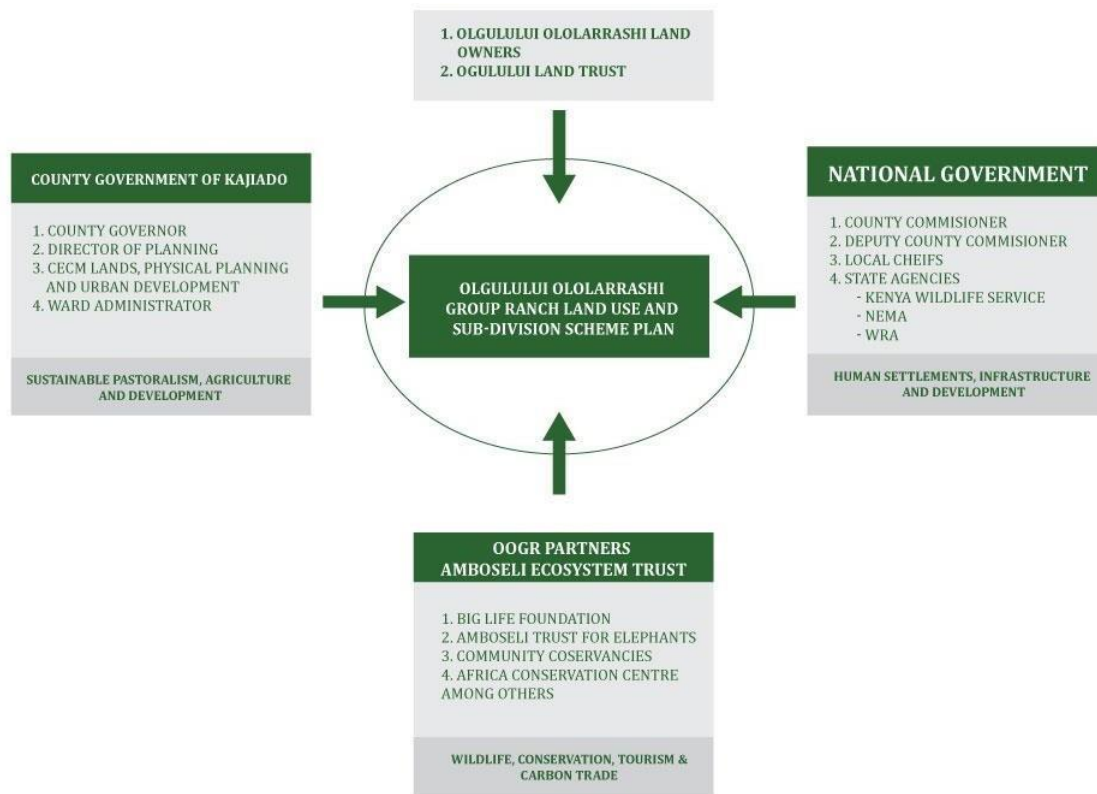 1. OLGULULUI OLOLARRASHI LAND
OWNERS
2. OGULULUI LAND TRUST
COUNTY GOVERNMENT OF KAJIADO
1. COUNTY GOVERNOR
2. DIRECTOR OF PLANNING
3. CECM LANDS, PHYSICAL PLANNING
AND URBAN DEVELOPMENT
4. WARD ADMINISTRATOR
SUSTAINABLE PASTORALISM, AGRICULTURE
AND DEVELOPMENT
OLGULULUI OLOLARRASHI
GROUP RANCH LAND USE AND
SUB-DIVISION SCHEME PLAN
NATIONAL GOVERNMENT
1. COUNTY COMMISIONER
2. DEPUTY COUNTY COMMISIONER
3. LOCAL CHEIFS
4. STATE AGENCIES
- KENYA WILDLIFE SERVICE
- NEMA
- WRA
HUMAN SETTLEMENTS, INFRASTRUCTURE
AND DEVELOPMENT
OOGR PARTNERS
AMBOSELI ECOSYSTEM TRUST
1. BIG LIFE FOUNDATION
2. AMBOSELI TRUST FOR ELEPHANTS
3. COMMUNITY COSERVANCIES
4. AFRICA CONSERVATION CENTRE
AMONG OTHERS
WILDLIFE, CONSERVATION, TOURISM &
CARBON TRADE